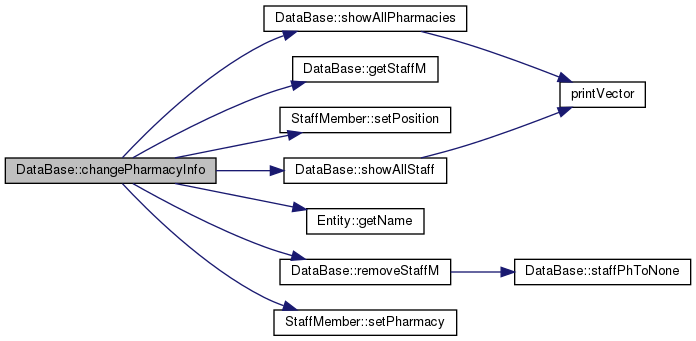 DataBase::showAllPharmacies
DataBase::getStaffM
printVector
StaffMember::setPosition
DataBase::changePharmacyInfo
DataBase::showAllStaff
Entity::getName
DataBase::removeStaffM
DataBase::staffPhToNone
StaffMember::setPharmacy